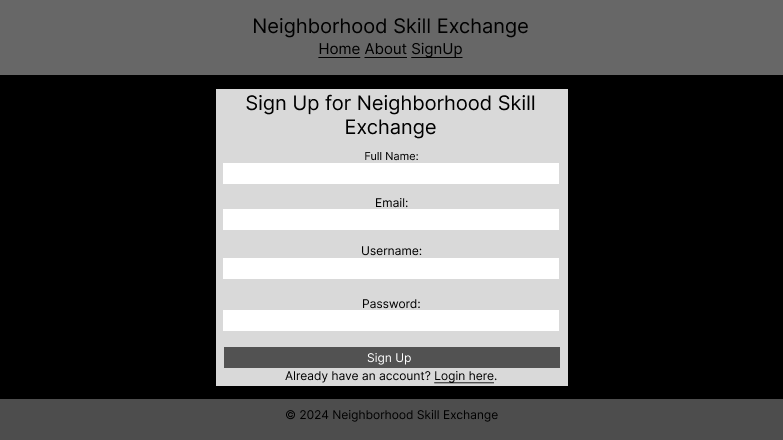 Neighborhood Skill Exchange
Home About SignUp
Sign Up for Neighborhood Skill
Exchange
Full Name:
Email:
Username:
Password:
Sign Up
Already have an account? Login here.
© 2024 Neighborhood Skill Exchange